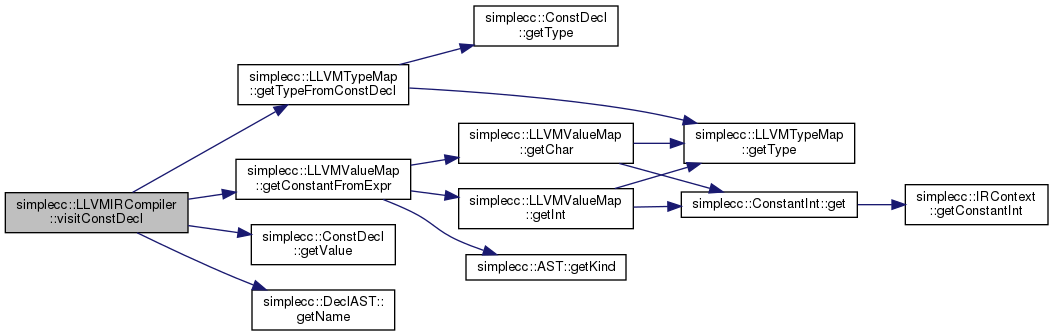 simplecc::ConstDecl
::getType
simplecc::LLVMTypeMap
::getTypeFromConstDecl
simplecc::LLVMValueMap
::getChar
simplecc::LLVMTypeMap
::getType
simplecc::LLVMIRCompiler
::visitConstDecl
simplecc::LLVMValueMap
::getConstantFromExpr
simplecc::LLVMValueMap
::getInt
simplecc::ConstantInt::get
simplecc::IRContext
::getConstantInt
simplecc::ConstDecl
::getValue
simplecc::AST::getKind
simplecc::DeclAST::
getName